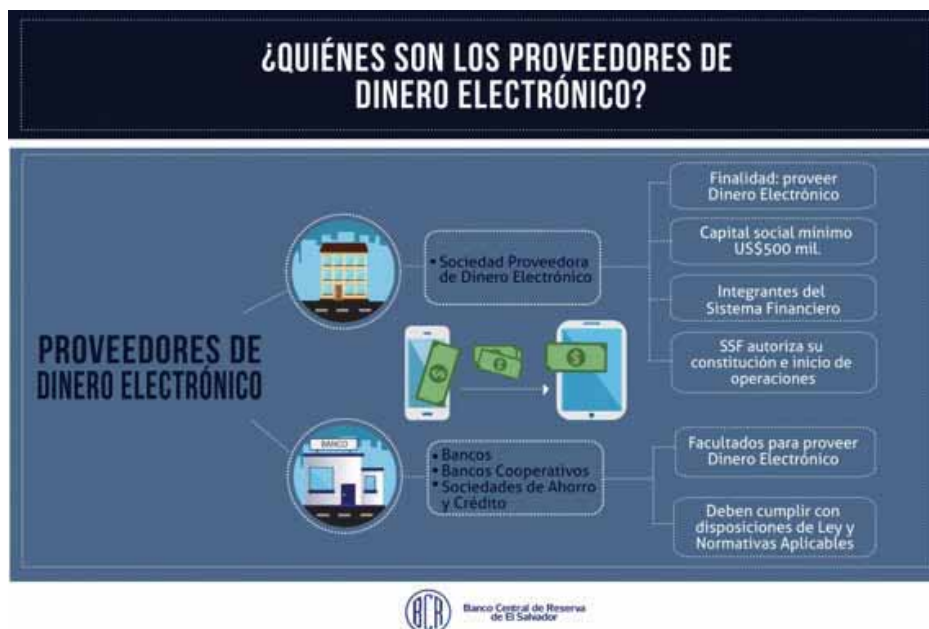 ¿QUIÉNES SON LOS PROVEEDORES DE
DINERO ELECTRÓNICO?
PROVEEDORES DE
DINERO ELECTRÓNICO
• Sociedad Proveedora
de Dinero Electrónico
Finalidad: proveer
Dinero Electrónico
Capital social mínimo
US$500 mil.
Integrantes del
Sistema Financiero
SSF autoriza su
constitución e inicio de
operaciones
BANCO
• Bancos
• Bancos Cooperativos
• Sociedades de Ahorro
y Crédito
Facultados para proveer
Dinero Electrónico
Deben cumplir con
disposiciones de Ley y
Normativas Aplicables
BCR
Banco Central de Reserva
de El Salvador